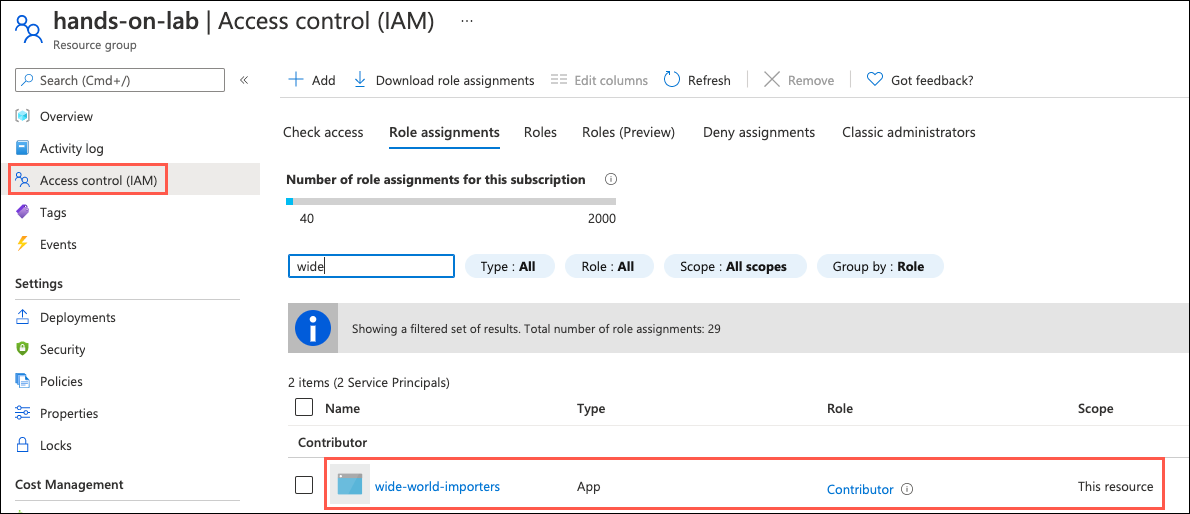 hands-on-lab | Access control (IAM) ...
Resource group
Search (Cmd+/)
«
Add
Download role assignments
Edit columns
Refresh
Remove
Got feedback?
Overview
Activity log
Access control (IAM)
Tags
Events
Settings
Deployments
Security
Policies
Properties
Locks
Cost Management
Check access
Role assignments
Roles
Roles (Preview)
Deny assignments
Classic administrators
Number of role assignments for this subscription
40
2000
wide
Type : All
Role : All
Scope : All scopes
Group by : Role
Showing a filtered set of results. Total number of role assignments: 29
2 items (2 Service Principals)
Name
Type
Role
Scope
Contributor
wide-world-importers
App
Contributor
This resource